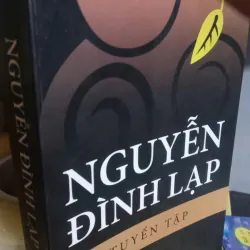 NGUYỄN
ĐÌNH LẠP
TUYỂN TẬP
NGUYỄN ĐÌNH LẠP